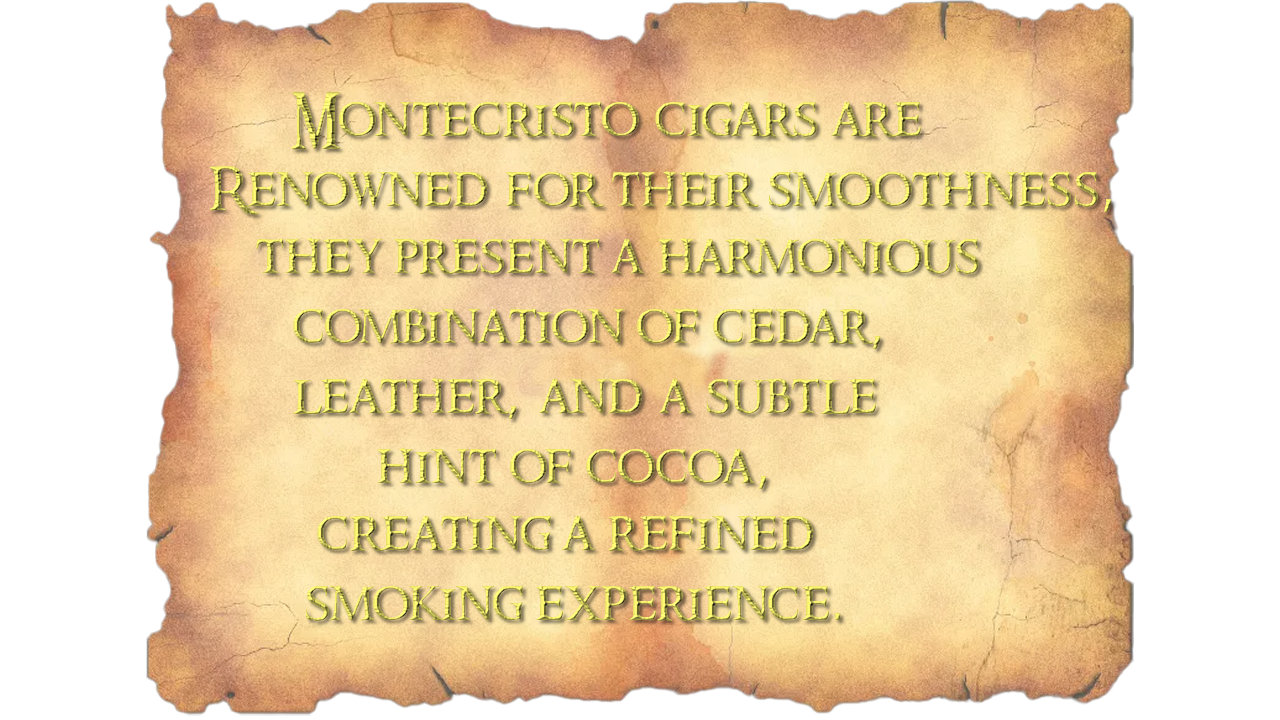 Montecristo cigars are
Renowned for their smoothness,
they present a harmonious
combination of cedar,
leather, and a subtle
hint of cocoa,
creating a refined
smoking experience.